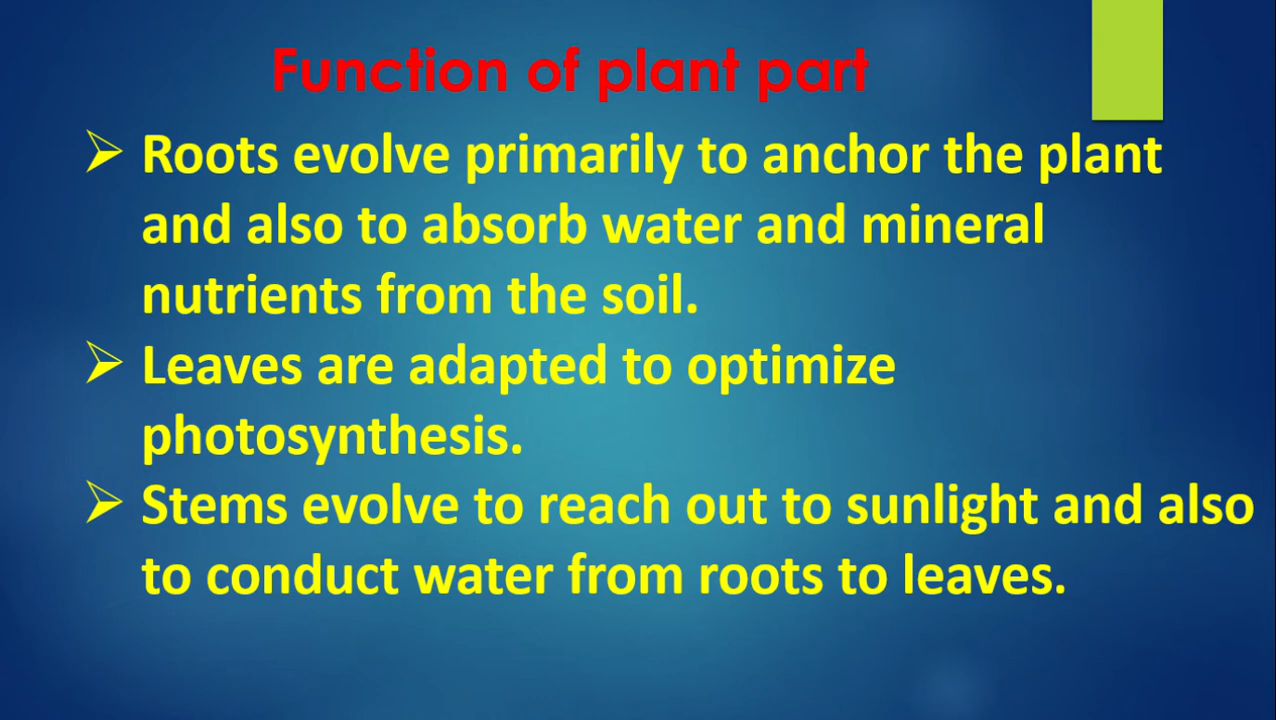 Function of plant part
➢ Roots evolve primarily to anchor the plant
and also to absorb water and mineral
nutrients from the soil.
➢ Leaves are adapted to optimize
photosynthesis.
➢ Stems evolve to reach out to sunlight and also
to conduct water from roots to leaves.